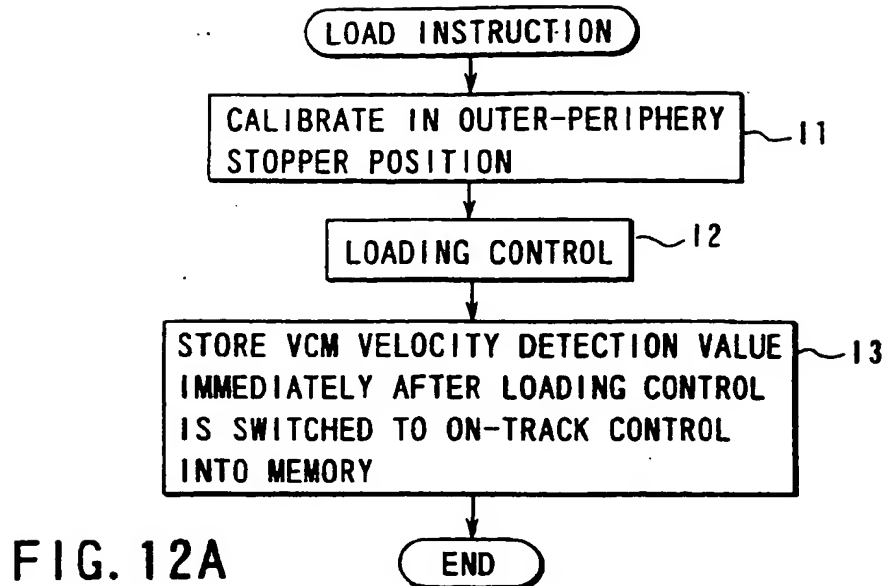 LOAD INSTRUCTION
CALIBRATE IN OUTER-PERIPHERY
STOPPER POSITION
11
LOADING CONTROL
12
STORE VCM VELOCITY DETECTION VALUE
IMMEDIATELY AFTER LOADING CONTROL
IS SWITCHED TO ON-TRACK CONTROL
INTO MEMORY
13
END
FIG. 12A